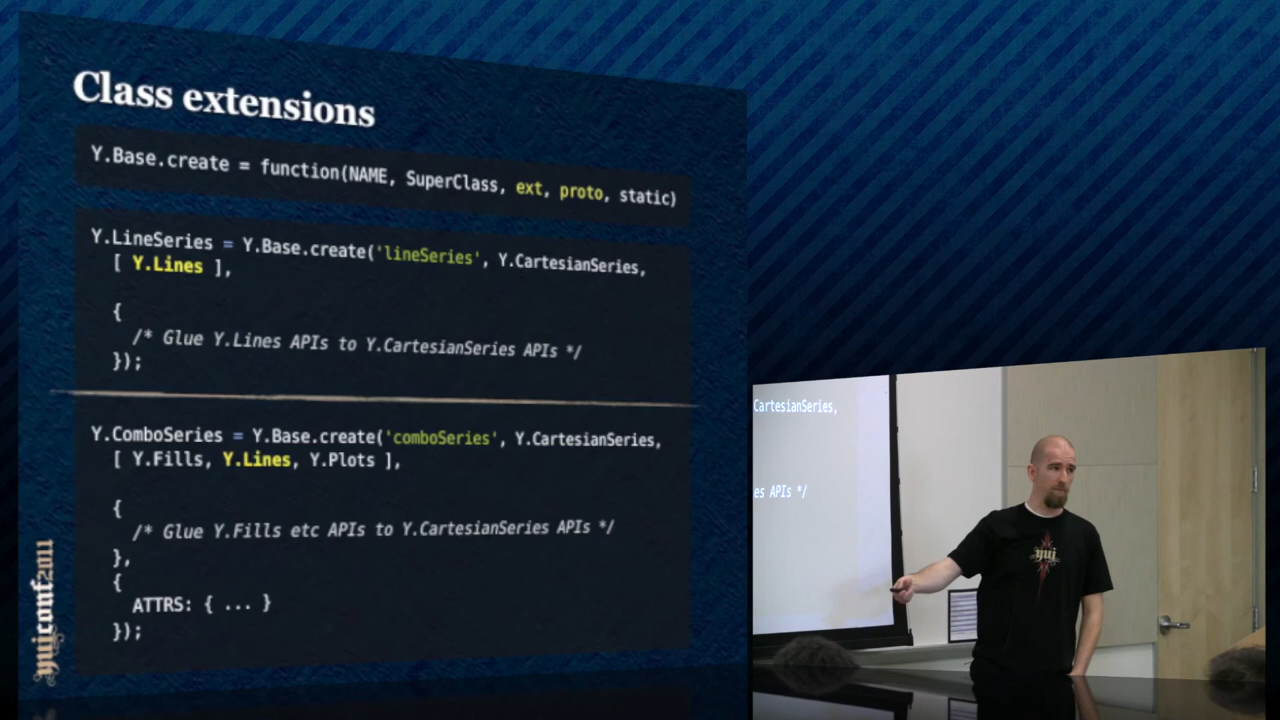 Class extensions
Y.Base.create = function(NAME, SuperClass, ext, proto, static)
Y.LineSeries = Y.Base.create('lineSeries', Y.CartesianSeries,
[ Y.Lines ],
{
/* Glue Y.Lines APIs to Y.CartesianSeries APIs */
});
Y.ComboSeries = Y.Base.create('comboSeries', Y.CartesianSeries,
[ Y.Fills, Y.Lines, Y.Plots ],
{
/* Glue Y.Fills etc APIs to Y.CartesianSeries APIs */
},
{
ATTRS: { ... }
});
yuiconf2011
CartesianSeries,
es APIs */
yui